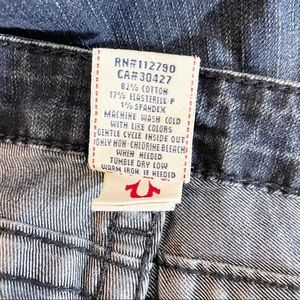 RN#112790
CA#30427
82% COTTON
17% ELASTERELL-P
1% SPANDEX
MACHINE WASH COLD
WITH LIKE COLORS
GENTLE CYCLE INSIDE OUT
(ONLY NON-CHLORINE BLEACH)
WHEN NEEDED
TUMBLE DRY LOW
WARM IRON IF NEEDED